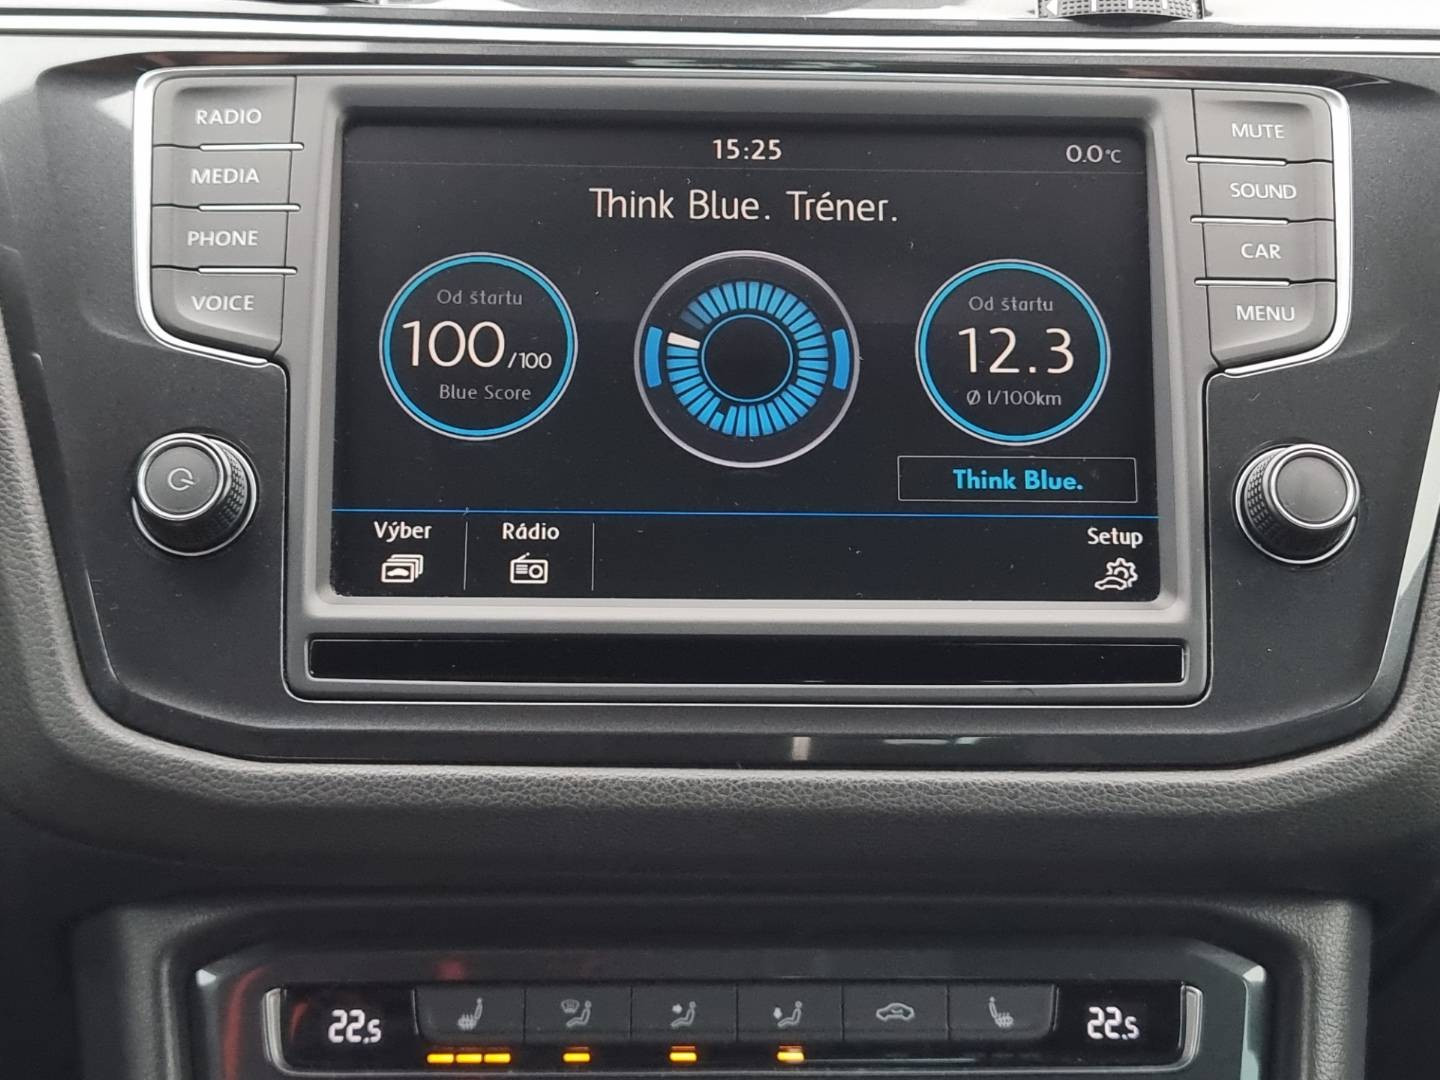 RADIO
MEDIA
PHONE
VOICE
15:25
0.0°C
Think Blue. Tréner.
Od štartu
100/100
Blue Score
Od štartu
12.3
Ø l/100km
Think Blue.
Výber
Rádio
Setup
MUTE
SOUND
CAR
MENU
22.5
22.5